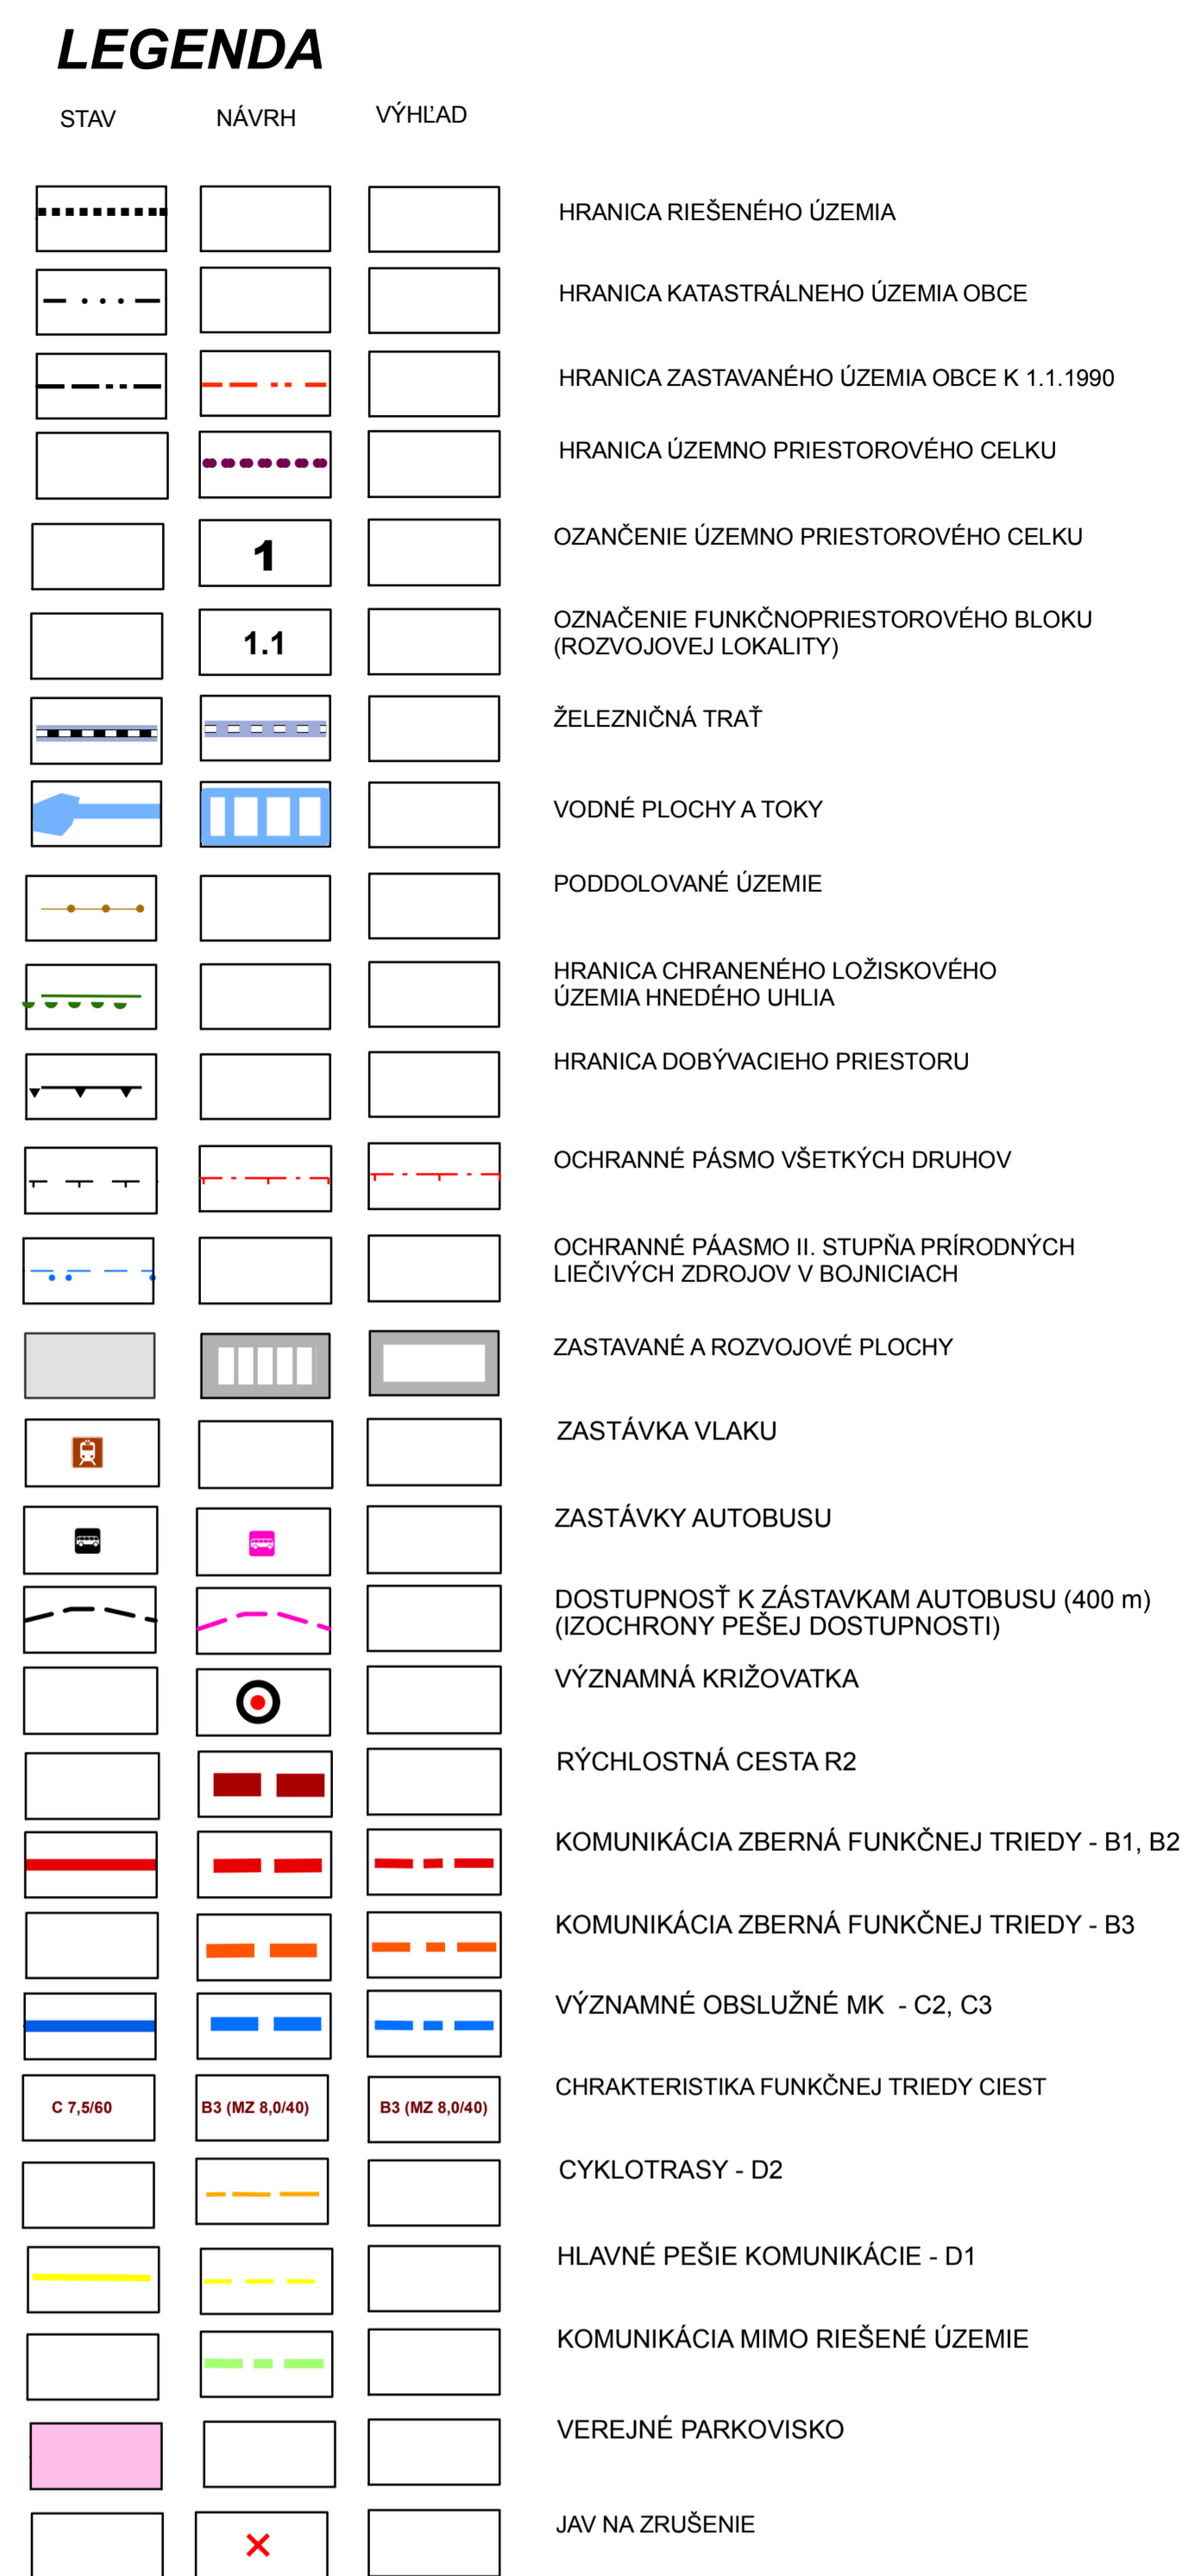 LEGENDA
STAV NÁVRH VÝHĽAD
HRANICA RIEŠENÉHO ÚZEMIA
HRANICA KATASTRÁLNEHO ÚZEMIA OBCE
HRANICA ZASTAVANÉHO ÚZEMIA OBCE K 1.1.1990
HRANICA ÚZEMNO PRIESTOROVÉHO CELKU
1 OZANČENIE ÚZEMNO PRIESTOROVÉHO CELKU
1.1 OZNAČENIE FUNKČNOPRIESTOROVÉHO BLOKU
(ROZVOJOVEJ LOKALITY)
ŽELEZNIČNÁ TRAŤ
VODNÉ PLOCHY A TOKY
PODDOLOVANÉ ÚZEMIE
HRANICA CHRANENÉHO LOŽISKOVÉHO
ÚZEMIA HNEDÉHO UHLIA
HRANICA DOBÝVACIEHO PRIESTORU
OCHRANNÉ PÁSMO VŠETKÝCH DRUHOV
OCHRANNÉ PÁASMO II. STUPŇA PRÍRODNÝCH
LIEČIVÝCH ZDROJOV V BOJNICIACH
ZASTAVANÉ A ROZVOJOVÉ PLOCHY
ZASTÁVKA VLAKU
ZASTÁVKY AUTOBUSU
DOSTUPNOSŤ K ZÁSTAVKAM AUTOBUSU (400 m)
(IZOCHRONY PEŠEJ DOSTUPNOSTI)
VÝZNAMNÁ KRIŽOVATKA
RÝCHLOSTNÁ CESTA R2
KOMUNIKÁCIA ZBERNÁ FUNKČNEJ TRIEDY - B1, B2
KOMUNIKÁCIA ZBERNÁ FUNKČNEJ TRIEDY - B3
VÝZNAMNÉ OBSLUŽNÉ MK - C2, C3
C 7,5/60 B3 (MZ 8,0/40) B3 (MZ 8,0/40) CHRAKTERISTIKA FUNKČNEJ TRIEDY CIEST
CYKLOTRASY - D2
HLAVNÉ PEŠIE KOMUNIKÁCIE - D1
KOMUNIKÁCIA MIMO RIEŠENÉ ÚZEMIE
VEREJNÉ PARKOVISKO
JAV NA ZRUŠENIE